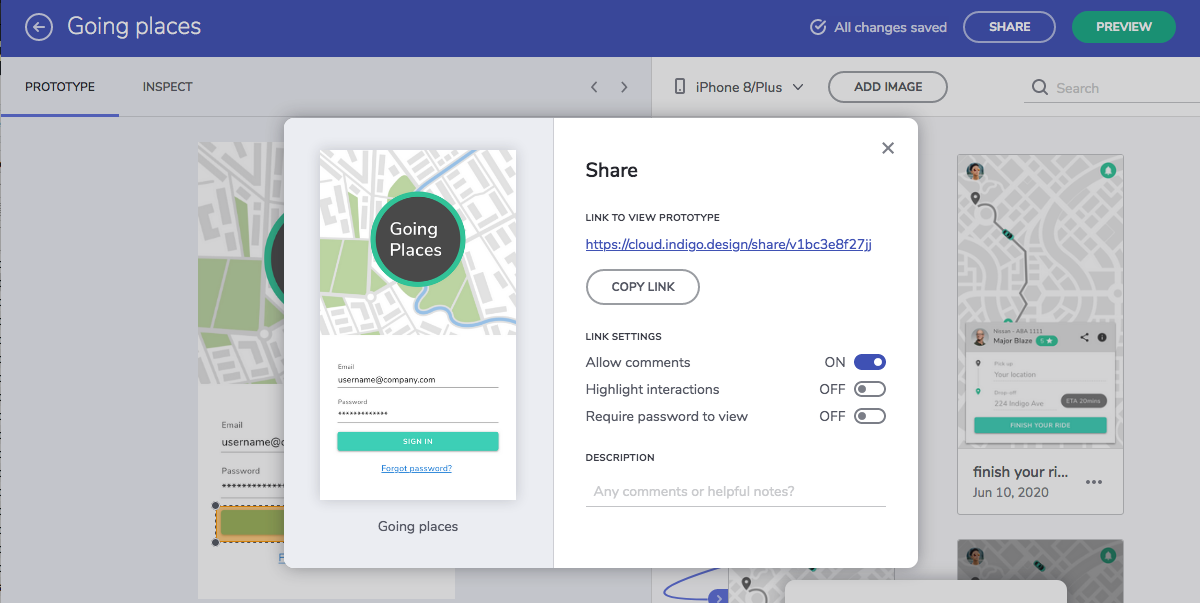 Going places
All changes saved
SHARE
PREVIEW
PROTOTYPE
INSPECT
iPhone 8/Plus
ADD IMAGE
Search
Email
username@c
Password
*************
Going
Places
Email
username@company.com
Password
*************
SIGN IN
Forgot password?
Going places
Share
LINK TO VIEW PROTOTYPE
https://cloud.indigo.design/share/v1bc3e8f27jj
COPY LINK
LINK SETTINGS
Allow comments ON
Highlight interactions OFF
Require password to view OFF
DESCRIPTION
Any comments or helpful notes?
Nissan - ABA 1111
Major Blaze 5 ★
Pick up
Your location
Drop off
224 Indigo Ave.
ETA 20mins
FINISH YOUR RIDE
finish your ri...
Jun 10, 2020